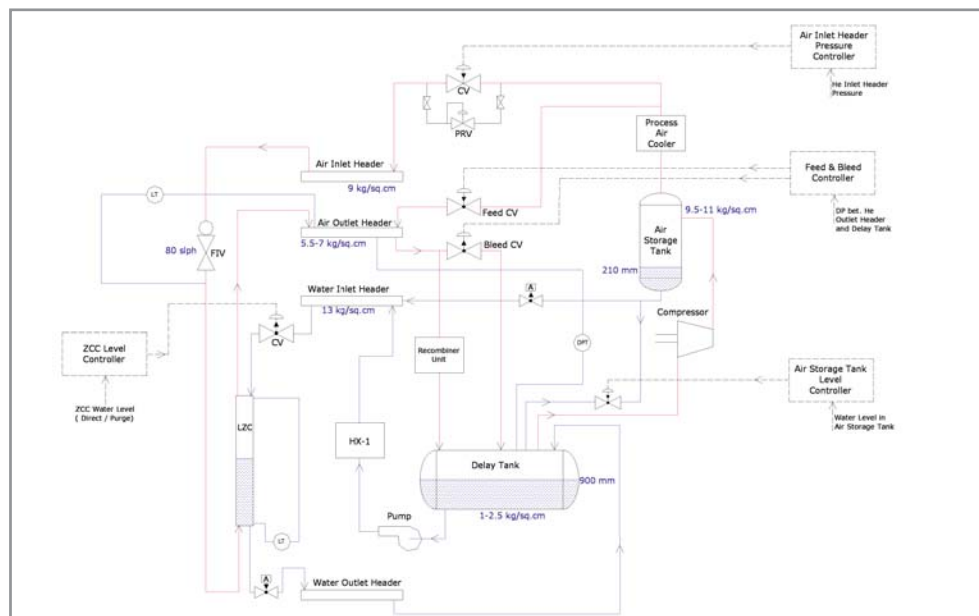 Air Inlet Header
Pressure
Controller
He Inlet Header
Pressure
CV
PRV
Process
Air
Cooler
Air Inlet Header
9 kg/sq.cm
Feed & Bleed
Controller
DP bet. He
Outlet Header
and Delay Tank
LT
Feed CV
9.5-11 kg/sq.cm
Air Outlet Header
5.5-7 kg/sq.cm
Bleed CV
Air
Storage
Tank
80 slph
FIV
210 mm
Water Inlet Header
13 kg/sq.cm
A
Compressor
ZCC Level
Controller
CV
ZCC Water Level
( Direct / Purge)
Recombiner
Unit
DPT
Air Storage Tank
Level
Controller
Water Level in
Air Storage Tank
LZC
HX-1
Delay Tank
900 mm
1-2.5 kg/sq.cm
Pump
LT
A
Water Outlet Header